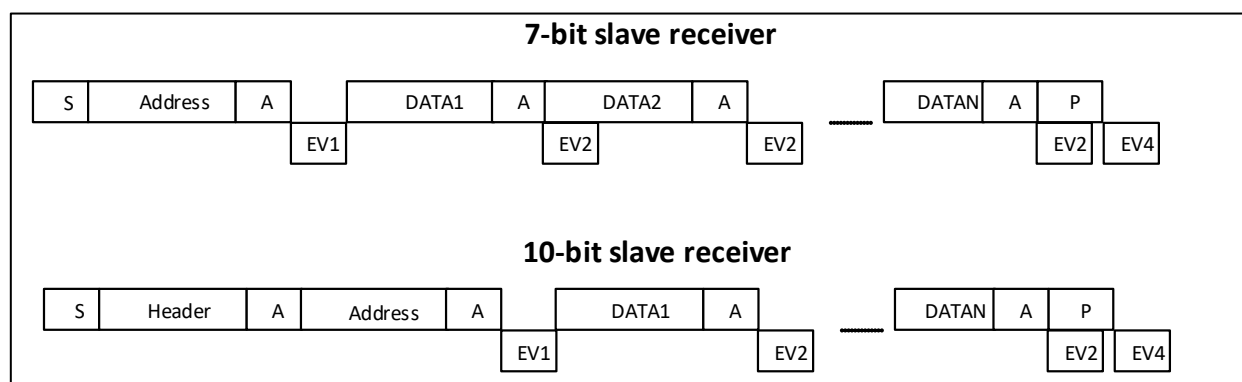 7-bit slave receiver
S Address A DATA1 A DATA2 A DATAN A P
EV1 EV2 EV2 EV2 EV4
10-bit slave receiver
S Header A Address A DATA1 A DATAN A P
EV1 EV2 EV2 EV4